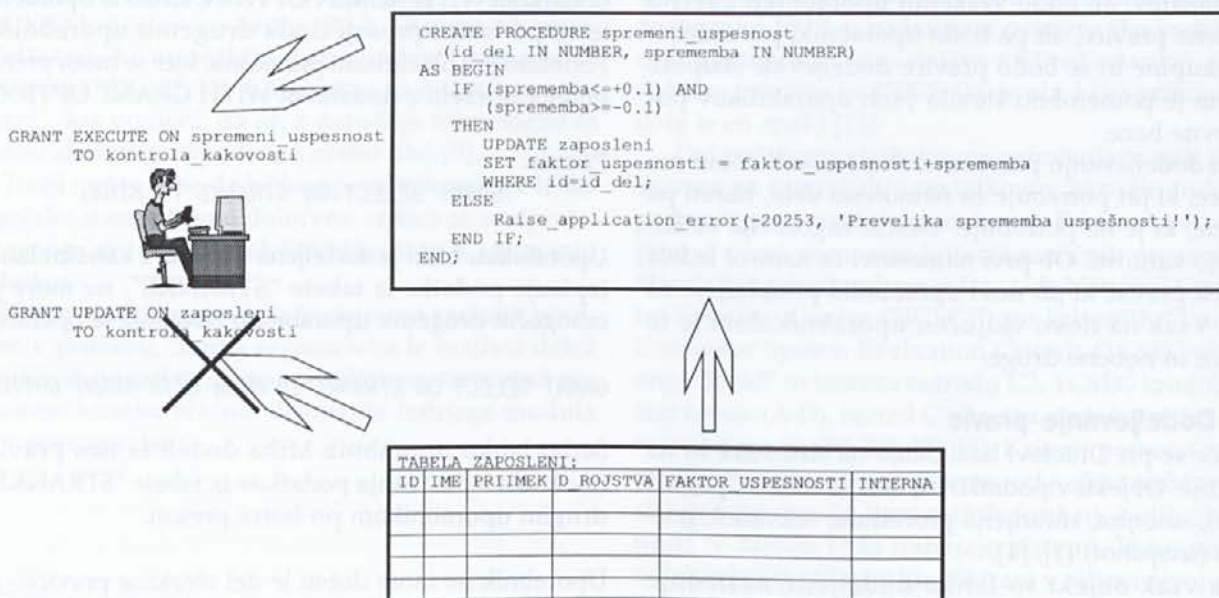 CREATE PROCEDURE spremeni_uspesnost
(id_del IN NUMBER, sprememba IN NUMBER)
AS BEGIN
IF (sprememba<=+0.1) AND
(sprememba>=-0.1)
THEN
UPDATE zaposleni
SET faktor_uspesnosti = faktor_uspesnosti+sprememba
WHERE id=id_del;
ELSE
Raise_application_error(-20253, 'Prevelika sprememba uspešnosti!');
END IF;
END;
GRANT EXECUTE ON spremeni_uspesnost
TO kontrola_kakovosti
GRANT UPDATE ON zaposleni
TO kontrola_kakovosti
TABELA ZAPOSLENI:
ID IME PRIIMEK D_ROJSTVA FAKTOR_USPESNOSTI INTERNA